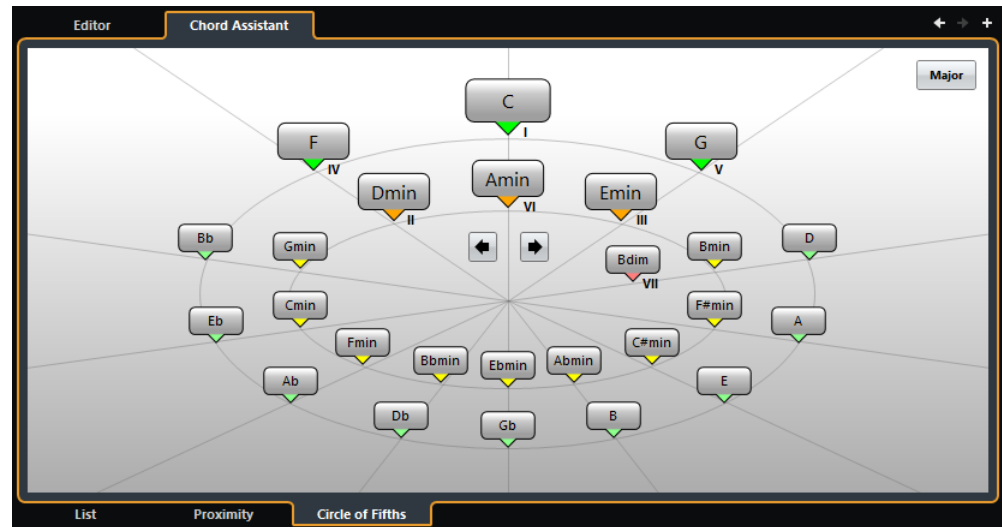 Editor
Chord Assistant
Major
C
I
F
IV
G
V
Amin
VI
Dmin
II
Emin
III
Bb
Gmin
Bdim
VII
Bmin
D
Eb
Cmin
F#min
A
Fmin
Bbmin
Ebmin
Abmin
C#min
Ab
E
Db
Gb
B
List
Proximity
Circle of Fifths